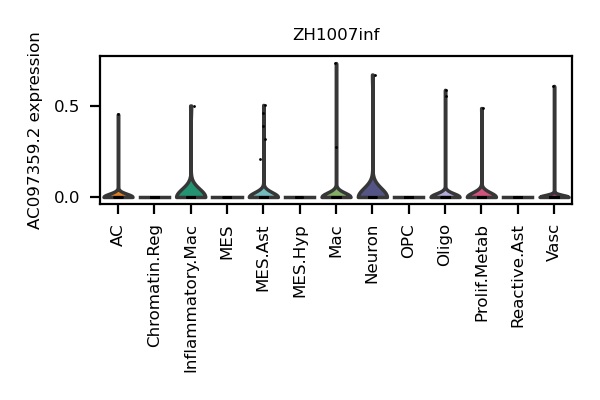 ZH1007inf
AC097359.2 expression
0.5
0.0
AC
Chromatin.Reg
Inflammatory.Mac
MES
MES.Ast
MES.Hyp
Mac
Neuron
OPC
Oligo
Prolif.Metab
Reactive.Ast
Vasc